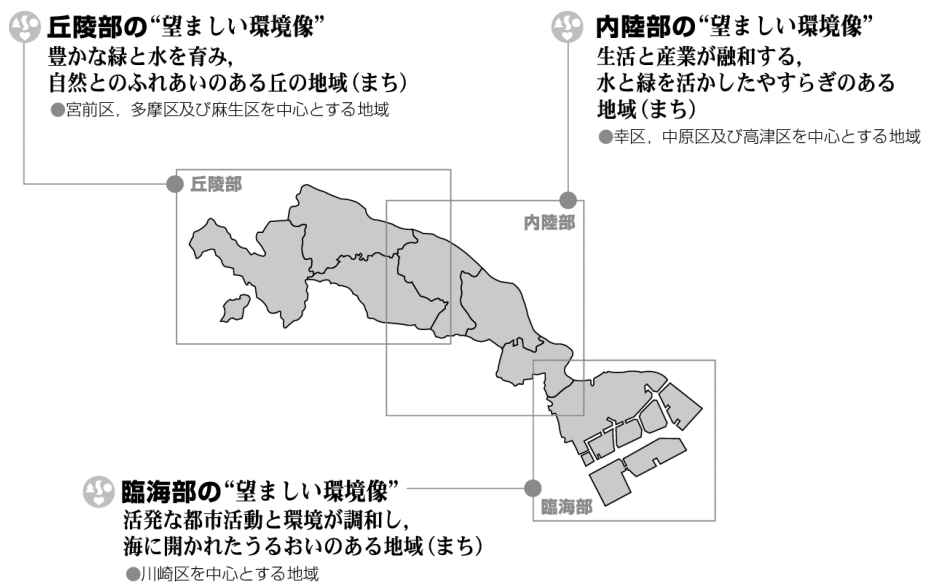 丘陵部の“望ましい環境像”
豊かな緑と水を育み，
自然とのふれあいのある丘の地域（まち）
●宮前区，多摩区及び麻生区を中心とする地域
内陸部の“望ましい環境像”
生活と産業が融和する，
水と緑を活かしたやすらぎのある
地域（まち）
●幸区，中原区及び高津区を中心とする地域
丘陵部
内陸部
臨海部の“望ましい環境像”
活発な都市活動と環境が調和し，
海に開かれたうるおいのある地域（まち）
●川崎区を中心とする地域
臨海部